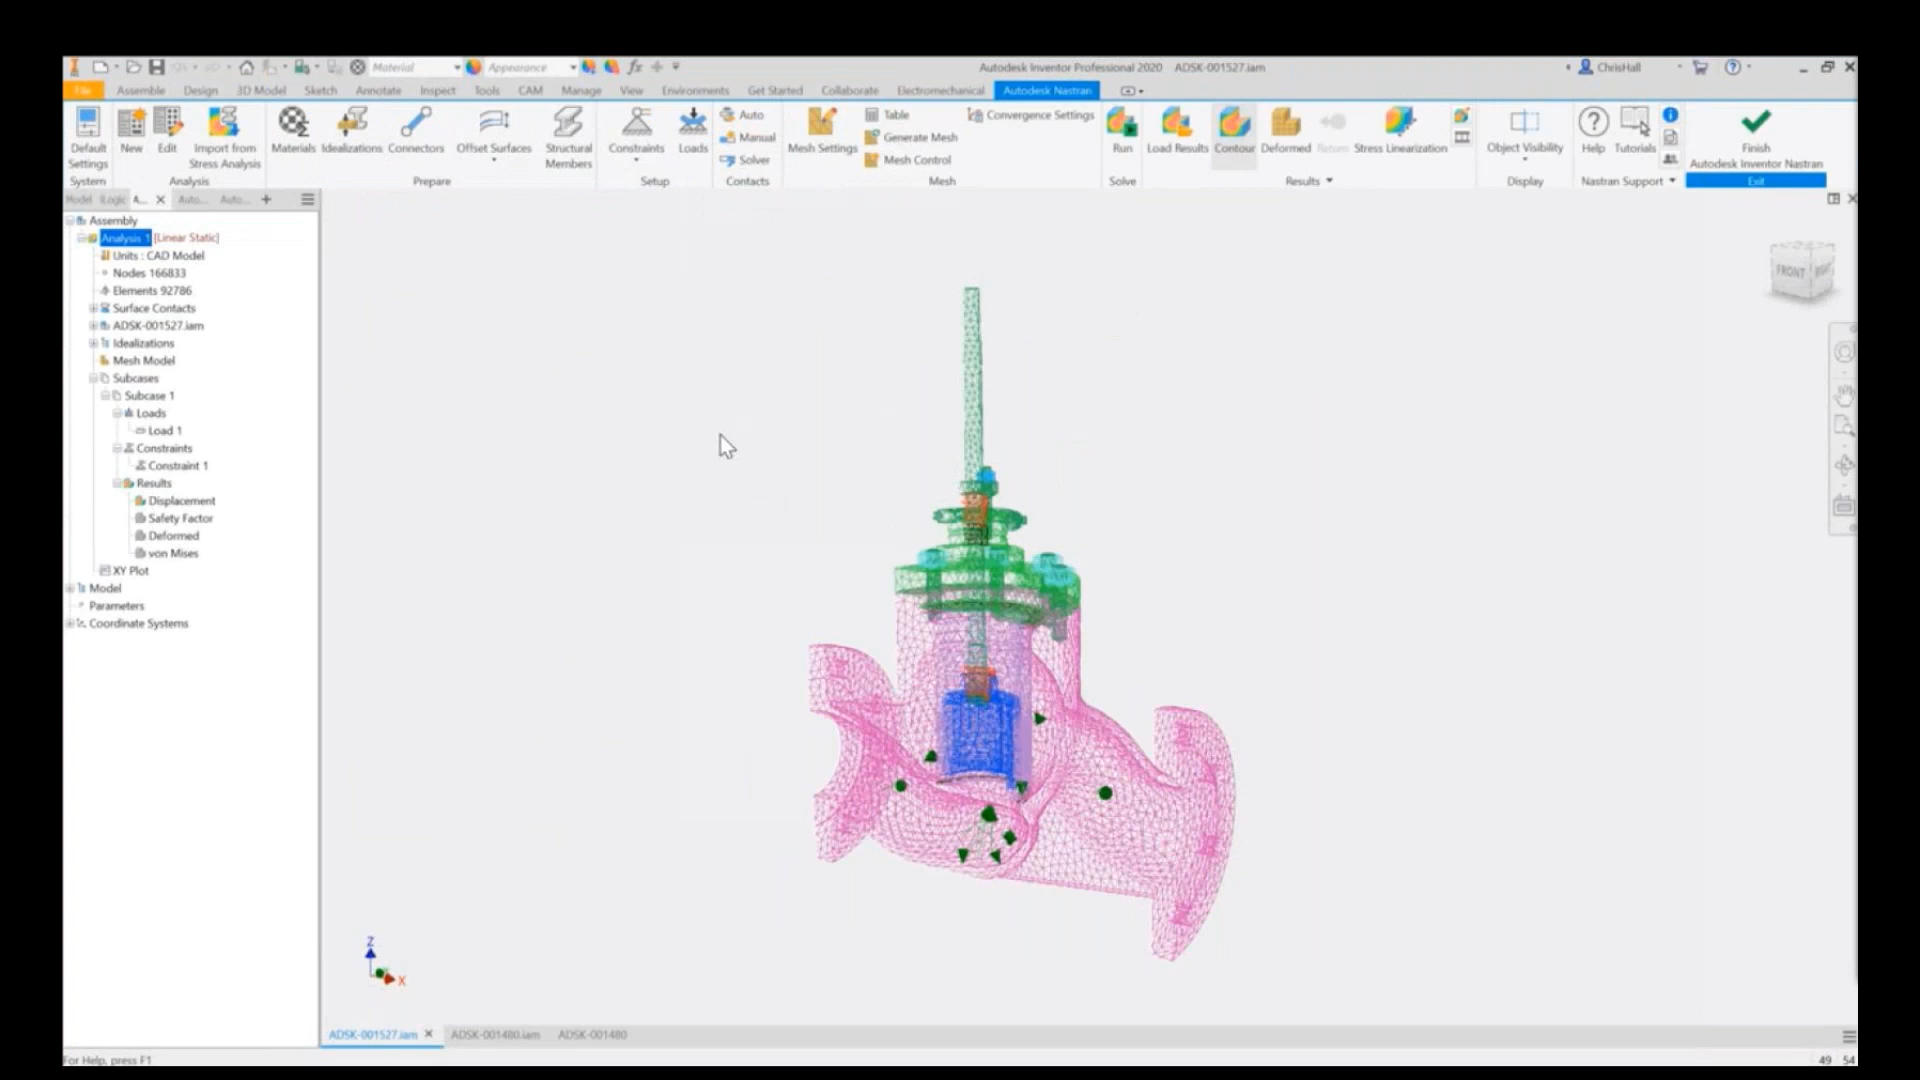 Material
Appearance
fx
Autodesk Inventor Professional 2020 ADSK-001527.iam
ChrisHall
File Assemble Design 3D Model Sketch Annotate Inspect Tools CAM Manage View Environments Get Started Collaborate Electromechanical Autodesk Nastran
Default Settings
New
Edit
Import from Stress Analysis
Materials
Idealizations
Connectors
Offset Surfaces
Structural Members
Constraints
Loads
Auto
Manual
Solver
Mesh Settings
Table
Generate Mesh
Mesh Control
Convergence Settings
Run
Load Results
Contour
Deformed
Return
Stress Linearization
Object Visibility
Help
Tutorials
Finish
Autodesk Inventor Nastran
System Analysis Prepare Setup Contacts Mesh Solve Results Display Nastran Support Exit
Model iLogic A... Auto... Auto...
Assembly
Analysis 1 [Linear Static]
Units : CAD Model
Nodes 166833
Elements 92786
Surface Contacts
ADSK-001527.iam
Idealizations
Mesh Model
Subcases
Subcase 1
Loads
Load 1
Constraints
Constraint 1
Results
Displacement
Safety Factor
Deformed
von Mises
XY Plot
Model
Parameters
Coordinate Systems
FRONT RIGHT
Z
X
ADSK-001527.iam ADSK-001480.iam ADSK-001480
For Help, press F1
49 54